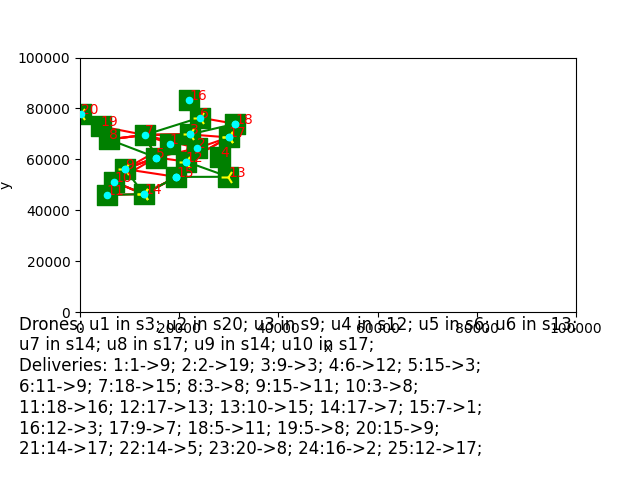 100000
80000
60000
40000
20000
0
y
0 20000 40000 60000 80000 100000
x
Drones: u1 in s3; u2 in s20; u3 in s9; u4 in s12; u5 in s6; u6 in s13;
u7 in s14; u8 in s17; u9 in s14; u10 in s17;
Deliveries: 1:1->9; 2:2->19; 3:9->3; 4:6->12; 5:15->3;
6:11->9; 7:18->15; 8:3->8; 9:15->11; 10:3->8;
11:18->16; 12:17->13; 13:10->15; 14:17->7; 15:7->1;
16:12->3; 17:9->7; 18:5->11; 19:5->8; 20:15->9;
21:14->17; 22:14->5; 23:20->8; 24:16->2; 25:12->17;